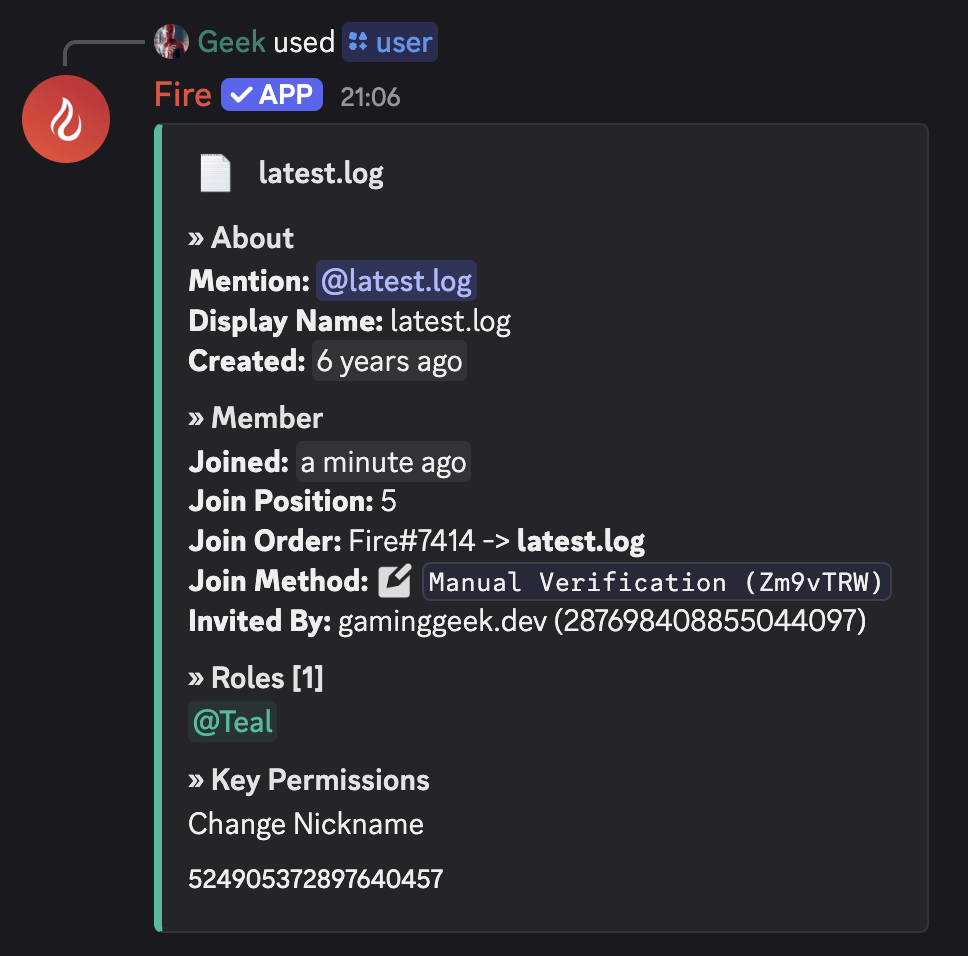 Geek used user
Fire APP 21:06
latest.log
» About
Mention: @latest.log
Display Name: latest.log
Created: 6 years ago
» Member
Joined: a minute ago
Join Position: 5
Join Order: Fire#7414 -> latest.log
Join Method: Manual Verification (Zm9vTRW)
Invited By: gaminggeek.dev (287698408855044097)
» Roles [1]
@Teal
» Key Permissions
Change Nickname
524905372897640457